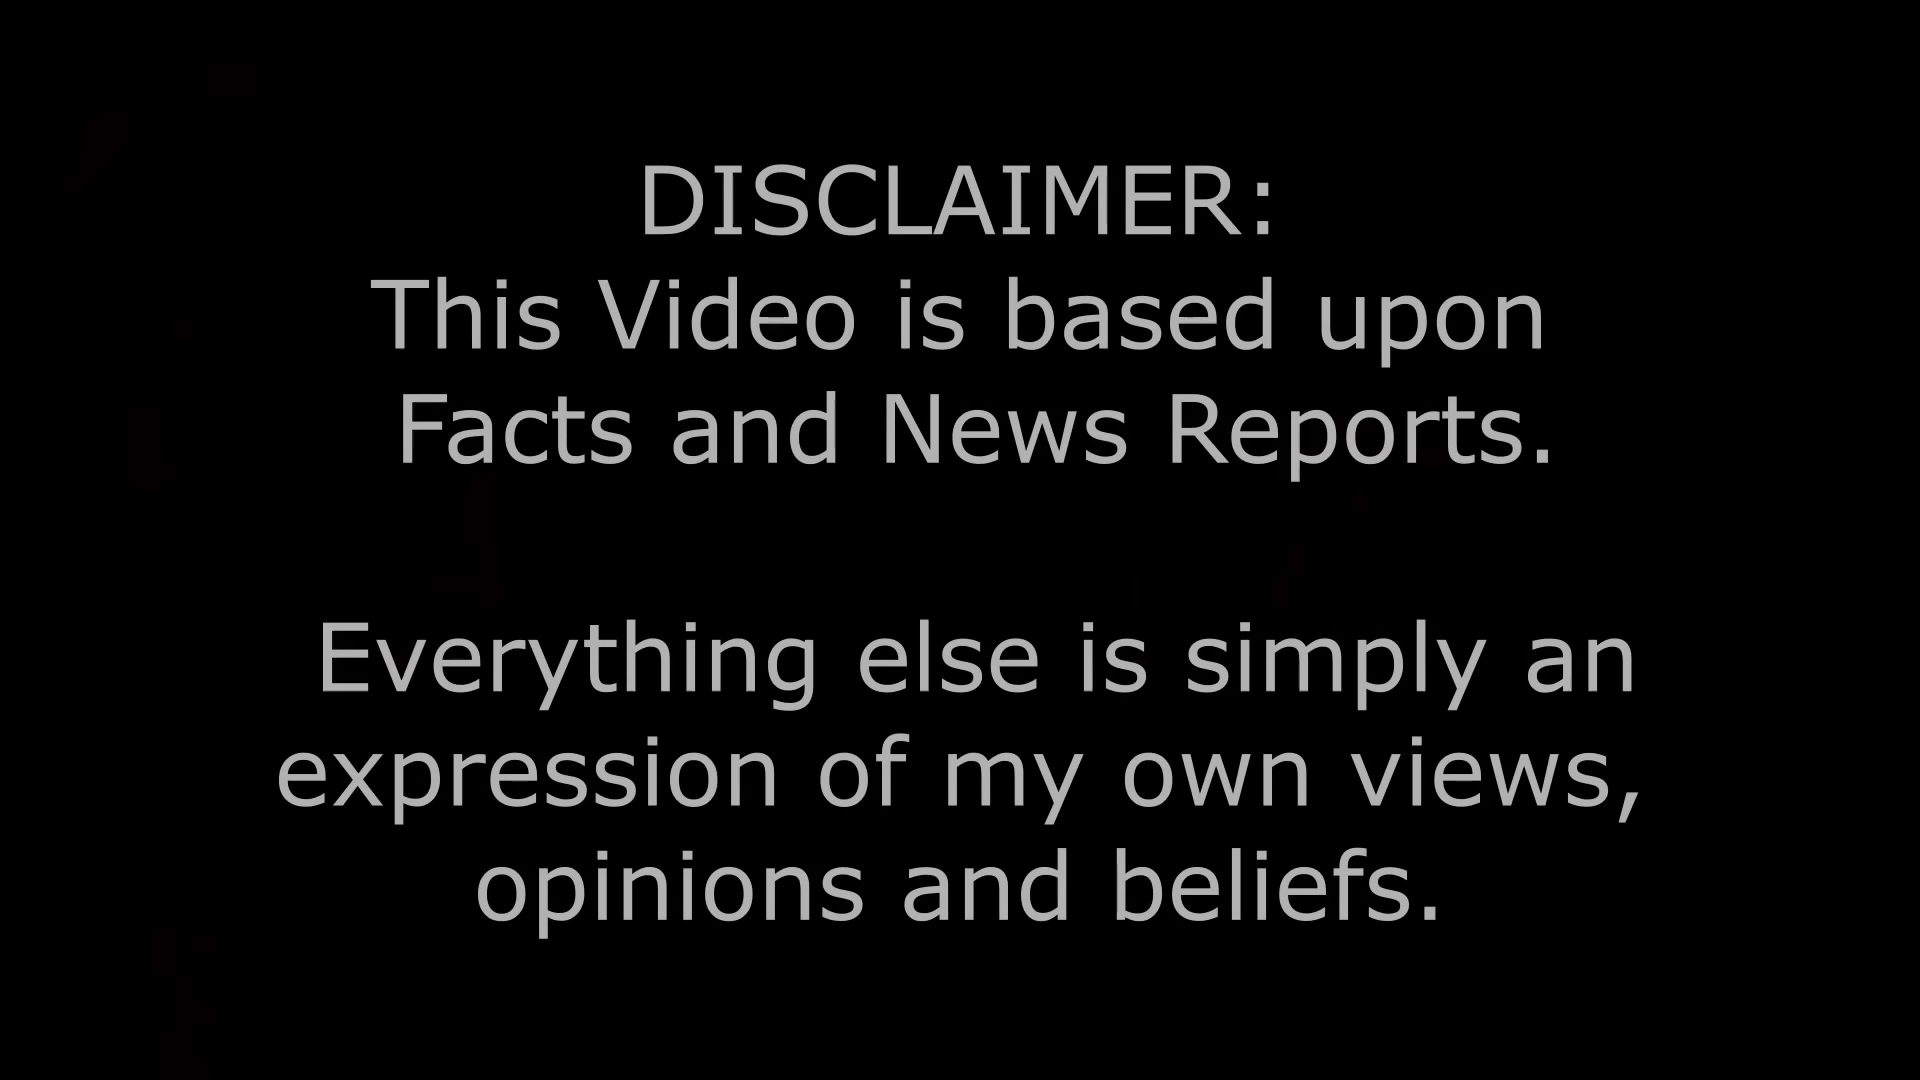 DISCLAIMER:
This Video is based upon
Facts and News Reports.
Everything else is simply an
expression of my own views,
opinions and beliefs.